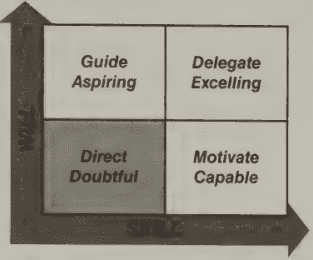 Guide
Aspiring
Delegate
Excelling
WILL
Direct
Doubtful
Motivate
Capable
SKILL